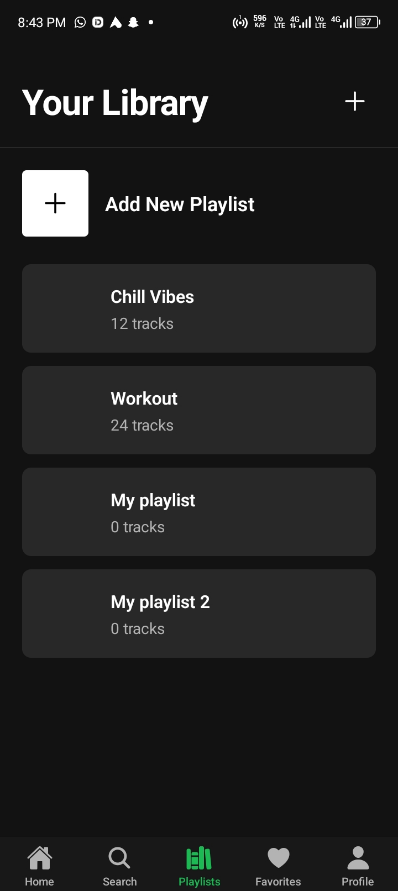 8:43 PM
596 K/S Vo LTE 4G Vo LTE 4G 37
Your Library
Add New Playlist
Chill Vibes
12 tracks
Workout
24 tracks
My playlist
0 tracks
My playlist 2
0 tracks
Home Search Playlists Favorites Profile